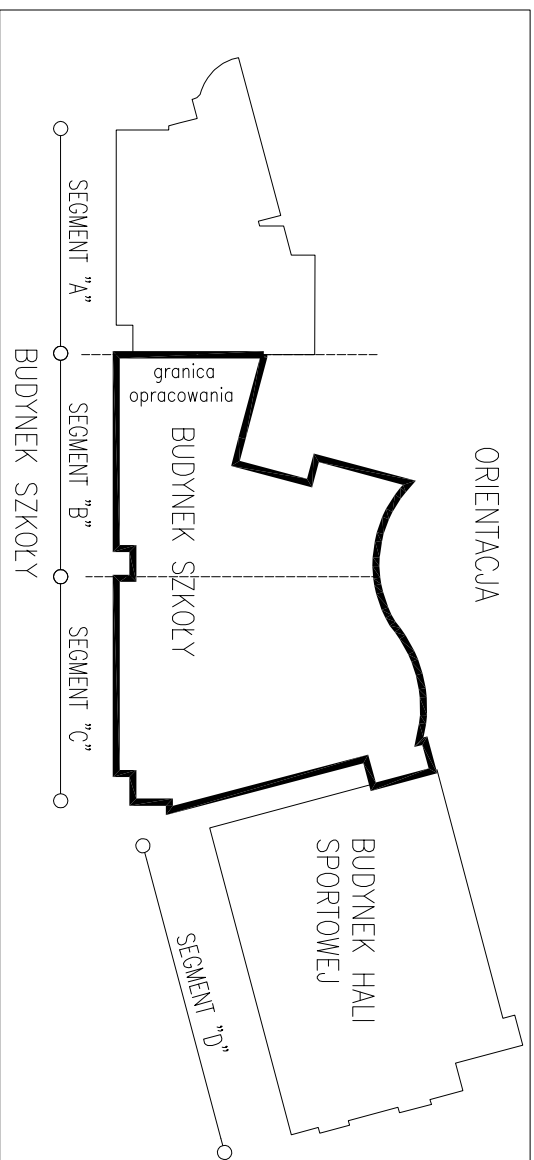 ORIENTACJA
granica
opracowania
BUDYNEK SZKOŁY
BUDYNEK HALI
SPORTOWEJ
SEGMENT "A"
SEGMENT "B"
SEGMENT "C"
SEGMENT "D"
BUDYNEK SZKOŁY